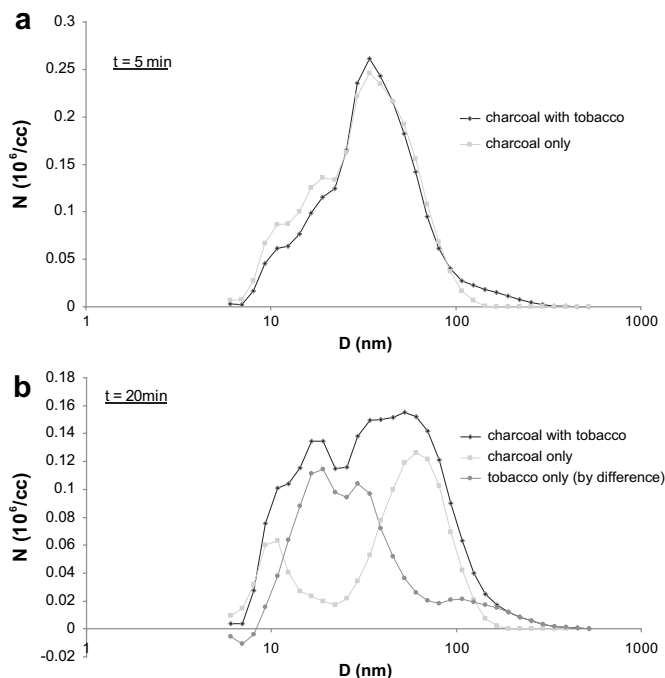 a
t = 5 min
N (10⁶/cc)
0.3
0.25
0.2
0.15
0.1
0.05
0
1 10 100 1000
D (nm)
charcoal with tobacco
charcoal only
b
t = 20min
N (10⁶/cc)
0.18
0.16
0.14
0.12
0.1
0.08
0.06
0.04
0.02
0
-0.02
1 10 100 1000
D (nm)
charcoal with tobacco
charcoal only
tobacco only (by difference)